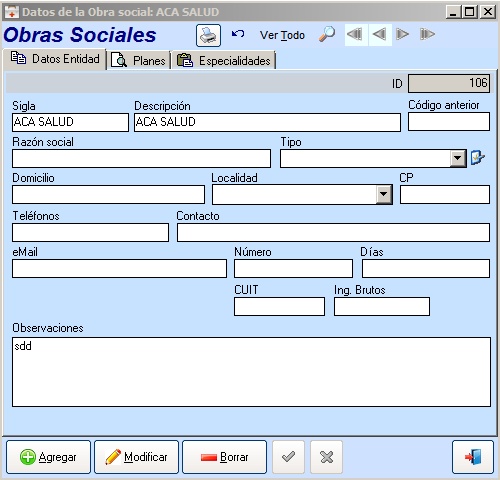 Datos de la Obra social: ACA SALUD
Obras Sociales
Ver Todo
Datos Entidad Planes Especialidades
ID 106
Sigla Descripción Código anterior
ACA SALUD ACA SALUD
Razón social Tipo
Domicilio Localidad CP
Teléfonos Contacto
eMail Número Días
CUIT Ing. Brutos
Observaciones
sdd
Agregar Modificar Borrar